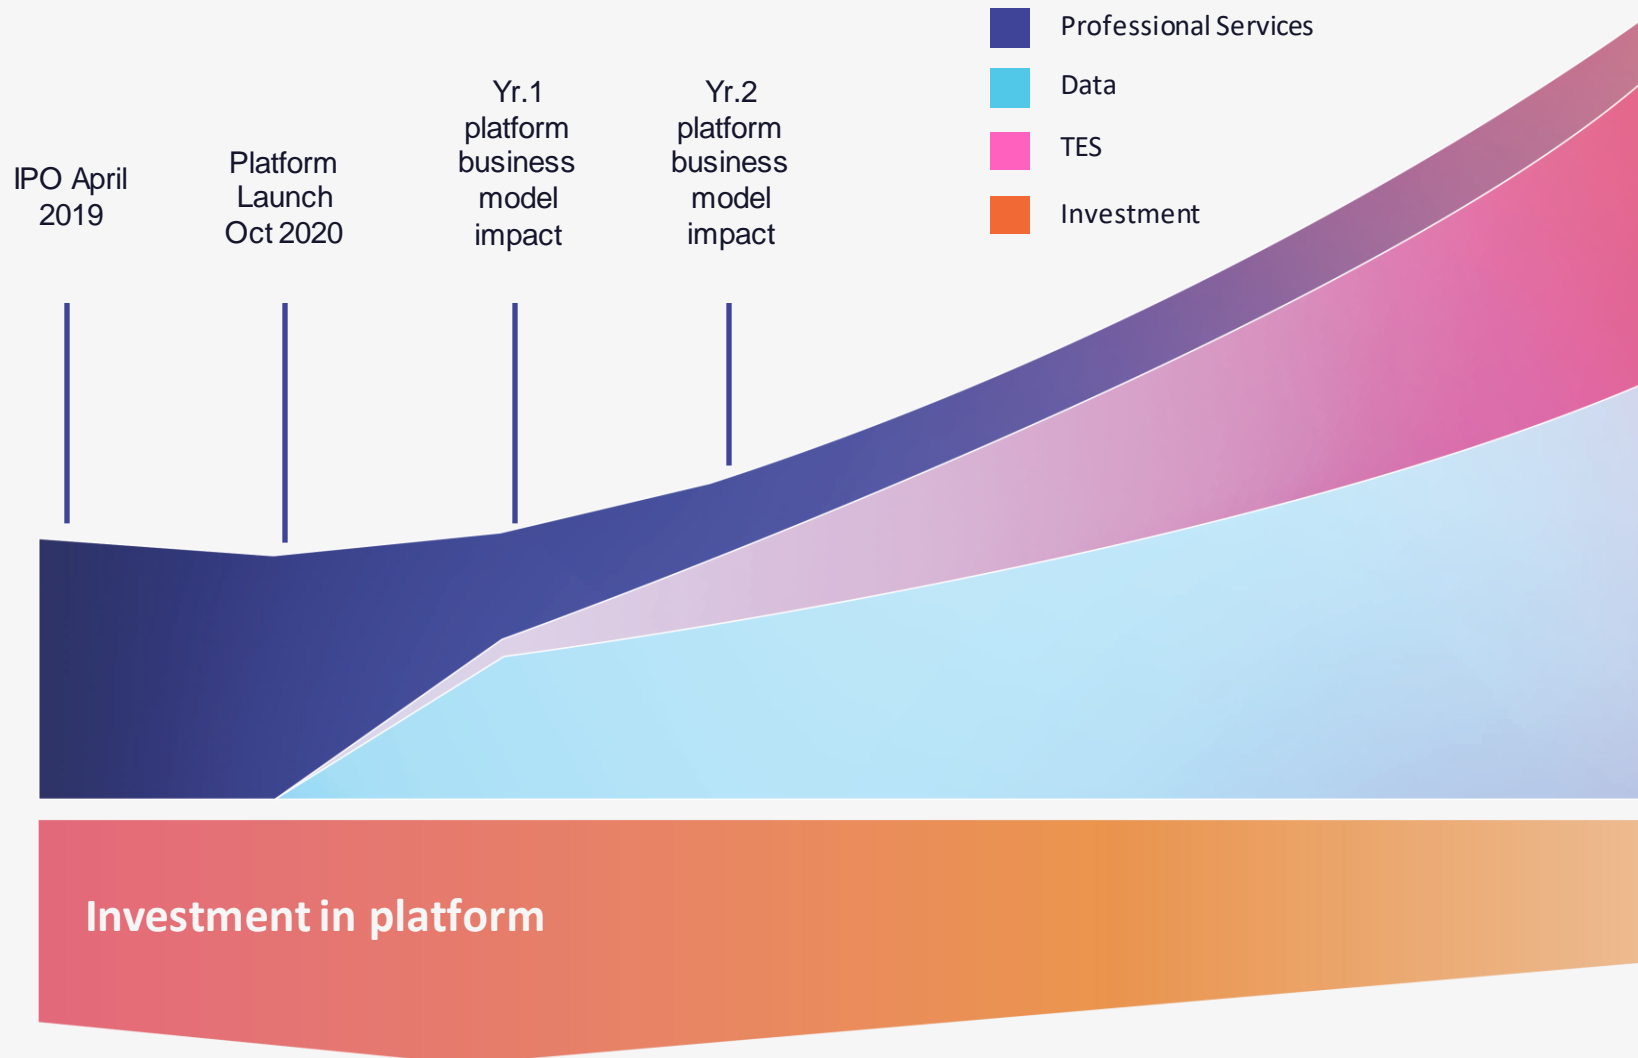 IPO April
2019
Platform
Launch
Oct 2020
Yr.1
platform
business
model
impact
Yr.2
platform
business
model
impact
Professional Services
Data
TES
Investment
Investment in platform